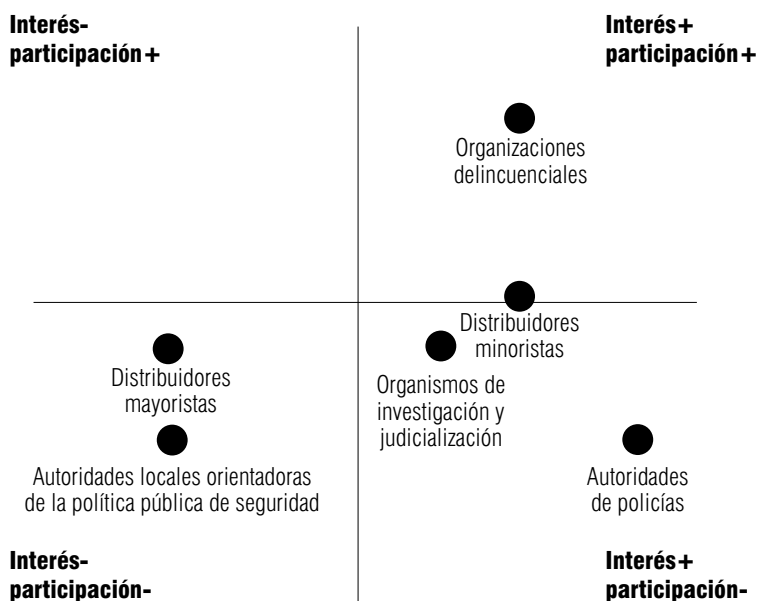 Interés-
participación+
Interés+
participación+
Organizaciones
delincuenciales
Distribuidores
minoristas
Distribuidores
mayoristas
Organismos de
investigación y
judicialización
Autoridades locales orientadoras
de la política pública de seguridad
Autoridades
de policías
Interés-
participación-
Interés+
participación-